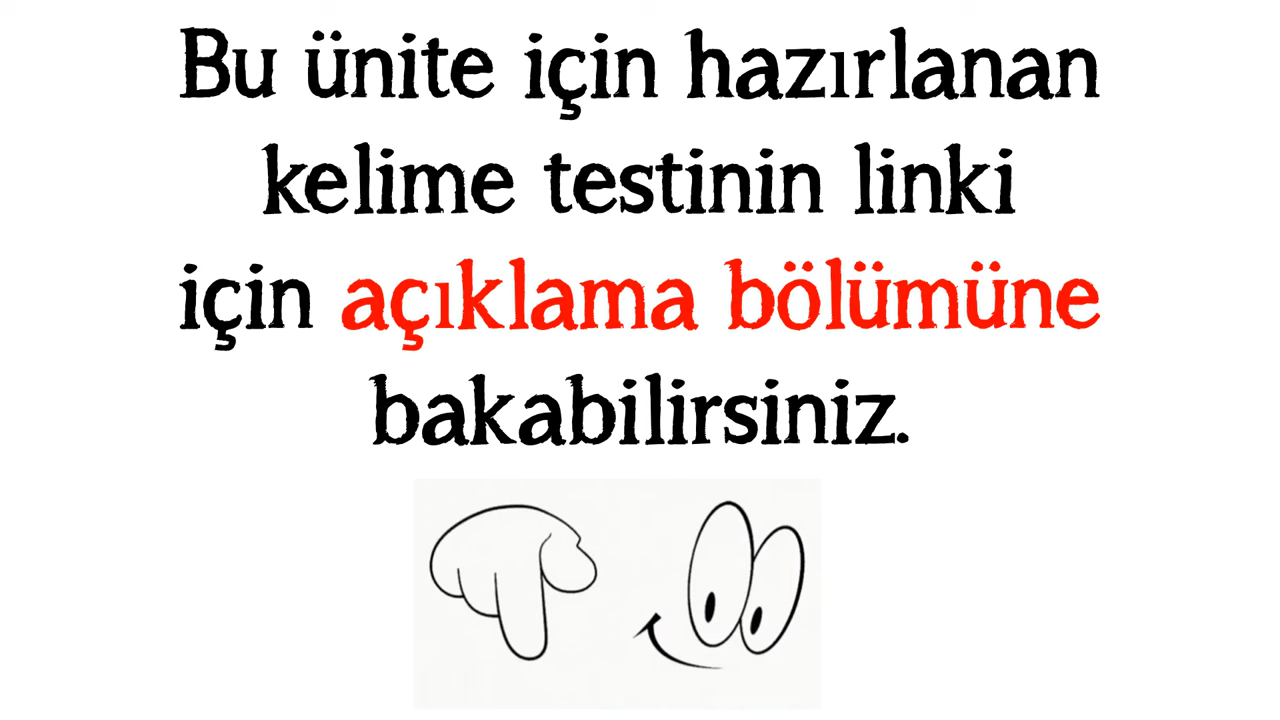 Bu ünite için hazırlanan
kelime testinin linki
için açıklama bölümüne
bakabilirsiniz.